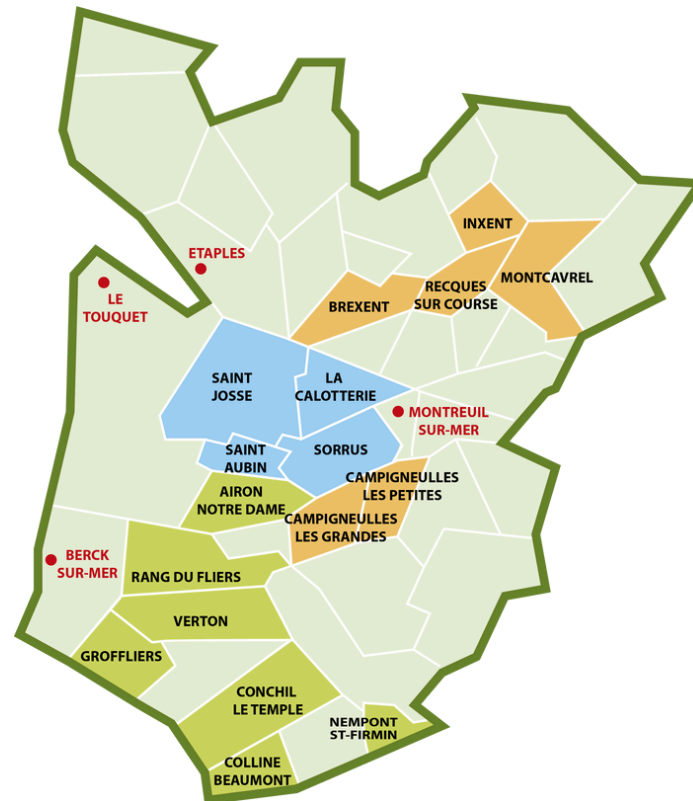 INXENT
ETAPLES
MONTCAVREL
LE
TOUQUET
BREXENT
RECQUES
SUR COURSE
SAINT
JOSSE
LA
CALOTTERIE
MONTREUIL
SUR-MER
SAINT
AUBIN
SORRUS
CAMPIGNEULLES
LES PETITES
AIRON
NOTRE DAME
CAMPIGNEULLES
LES GRANDES
BERCK
SUR-MER
RANG DU FLIERS
VERTON
GROFFLIERS
CONCHIL
LE TEMPLE
NEMPONT
ST-FIRMIN
COLLINE
BEAUMONT